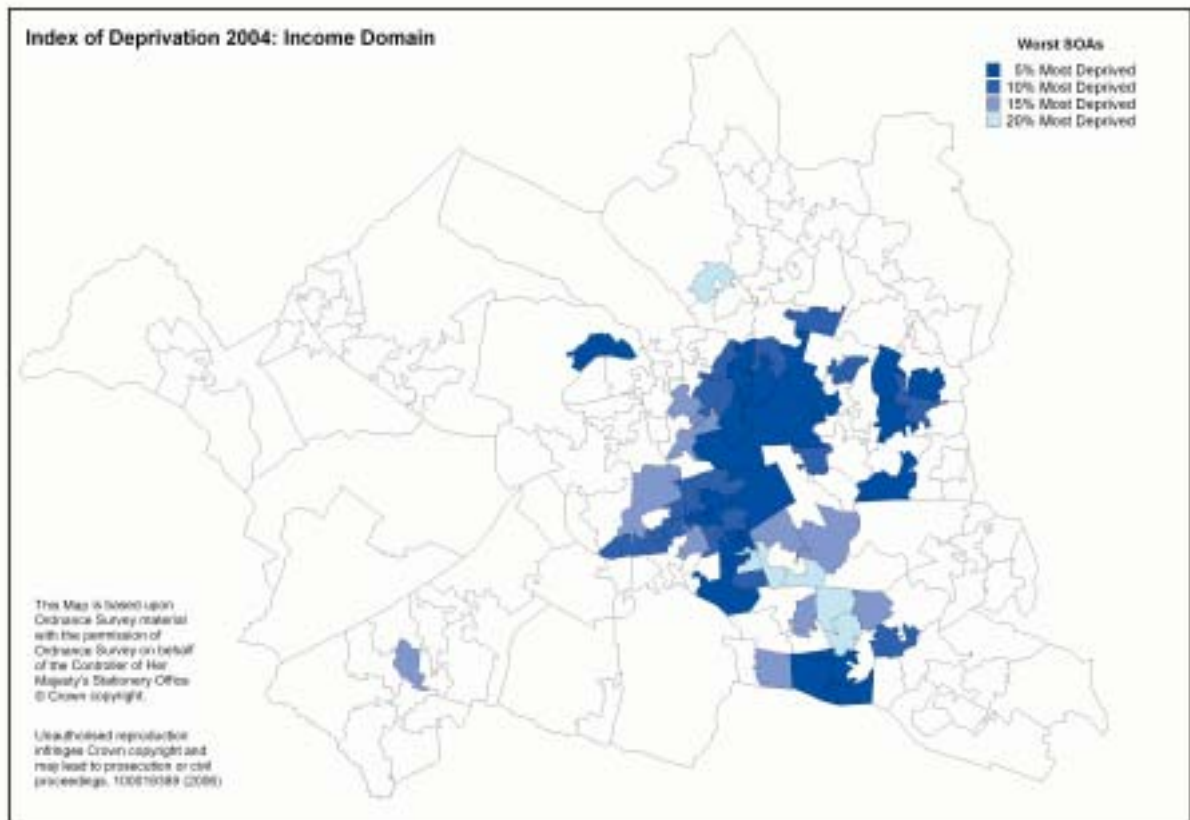 Index of Deprivation 2004: Income Domain
Worst SOAs
5% Most Deprived
10% Most Deprived
15% Most Deprived
20% Most Deprived
This Map is based upon
Ordnance Survey material
with the permission of
Ordnance Survey on behalf
of the Controller of Her
Majesty's Stationery Office
© Crown copyright.
Unauthorised reproduction
infringes Crown copyright and
may lead to prosecution or civil
proceedings. 100019389 (2006)